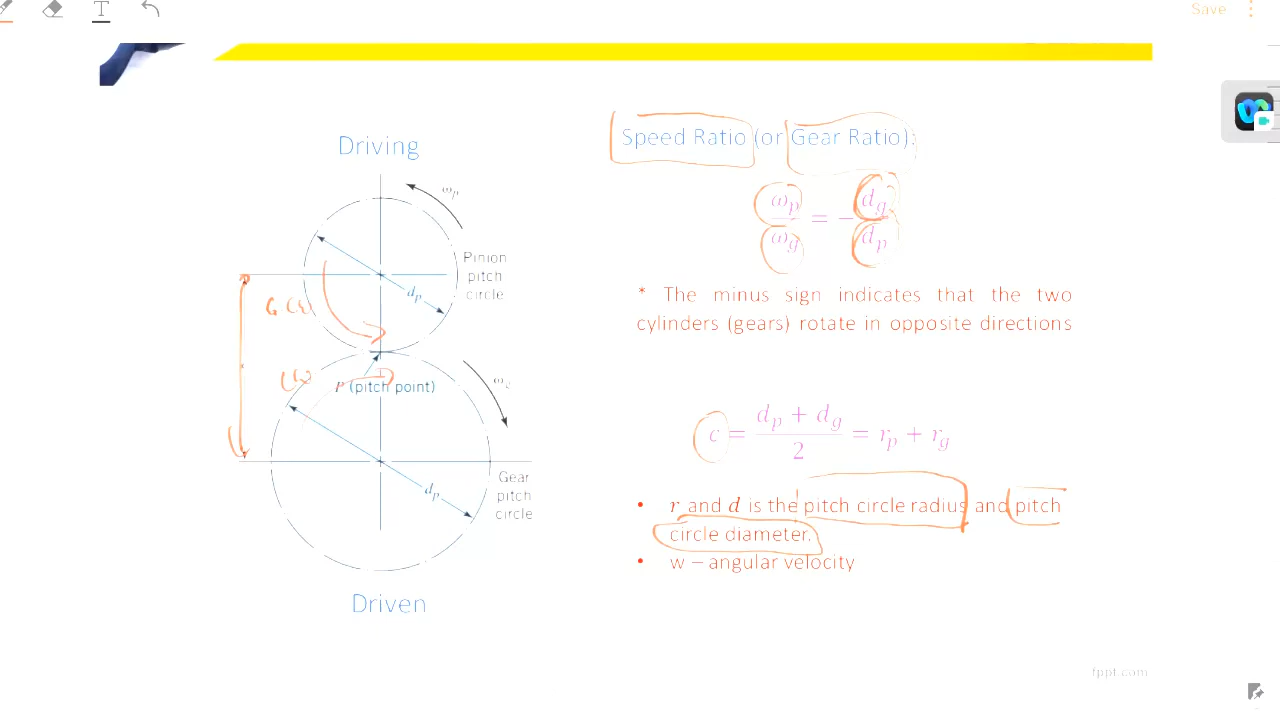 T
Save
Driving
Speed Ratio (or Gear Ratio):
ωp
ωp/ωg = − dg/dp
Pinion
pitch
circle
dp
* The minus sign indicates that the two
cylinders (gears) rotate in opposite directions
P (pitch point)
c = (dp + dg)/2 = rp + rg
dp
Gear
pitch
circle
• r and d is the pitch circle radius and pitch
circle diameter.
• w – angular velocity
Driven
fppt.com